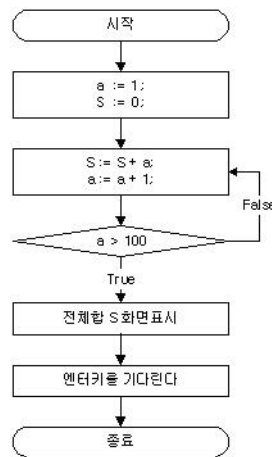 시작
a := 1;
S := 0;
S := S + a;
a := a + 1;
False
a > 100
True
전체합 S 화면표시
엔터키를 기다린다
종료